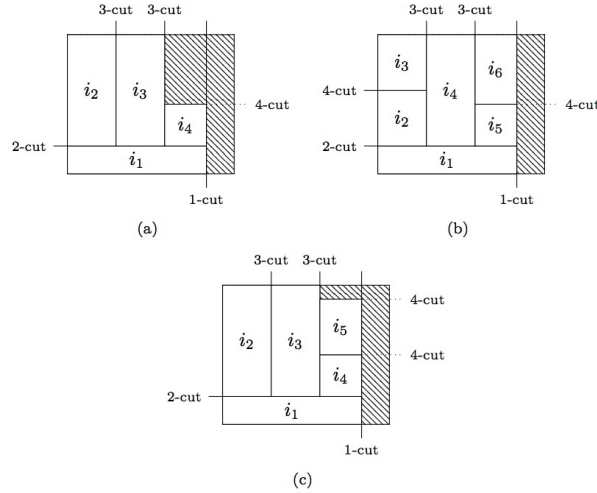 3-cut 3-cut
i2 i3 i4 4-cut
2-cut i1
1-cut
(a)
3-cut 3-cut
i3 i6
i4
4-cut 4-cut
i2 i5
2-cut i1
1-cut
(b)
3-cut 3-cut
4-cut
i5
i2 i3
4-cut
i4
2-cut i1
1-cut
(c)